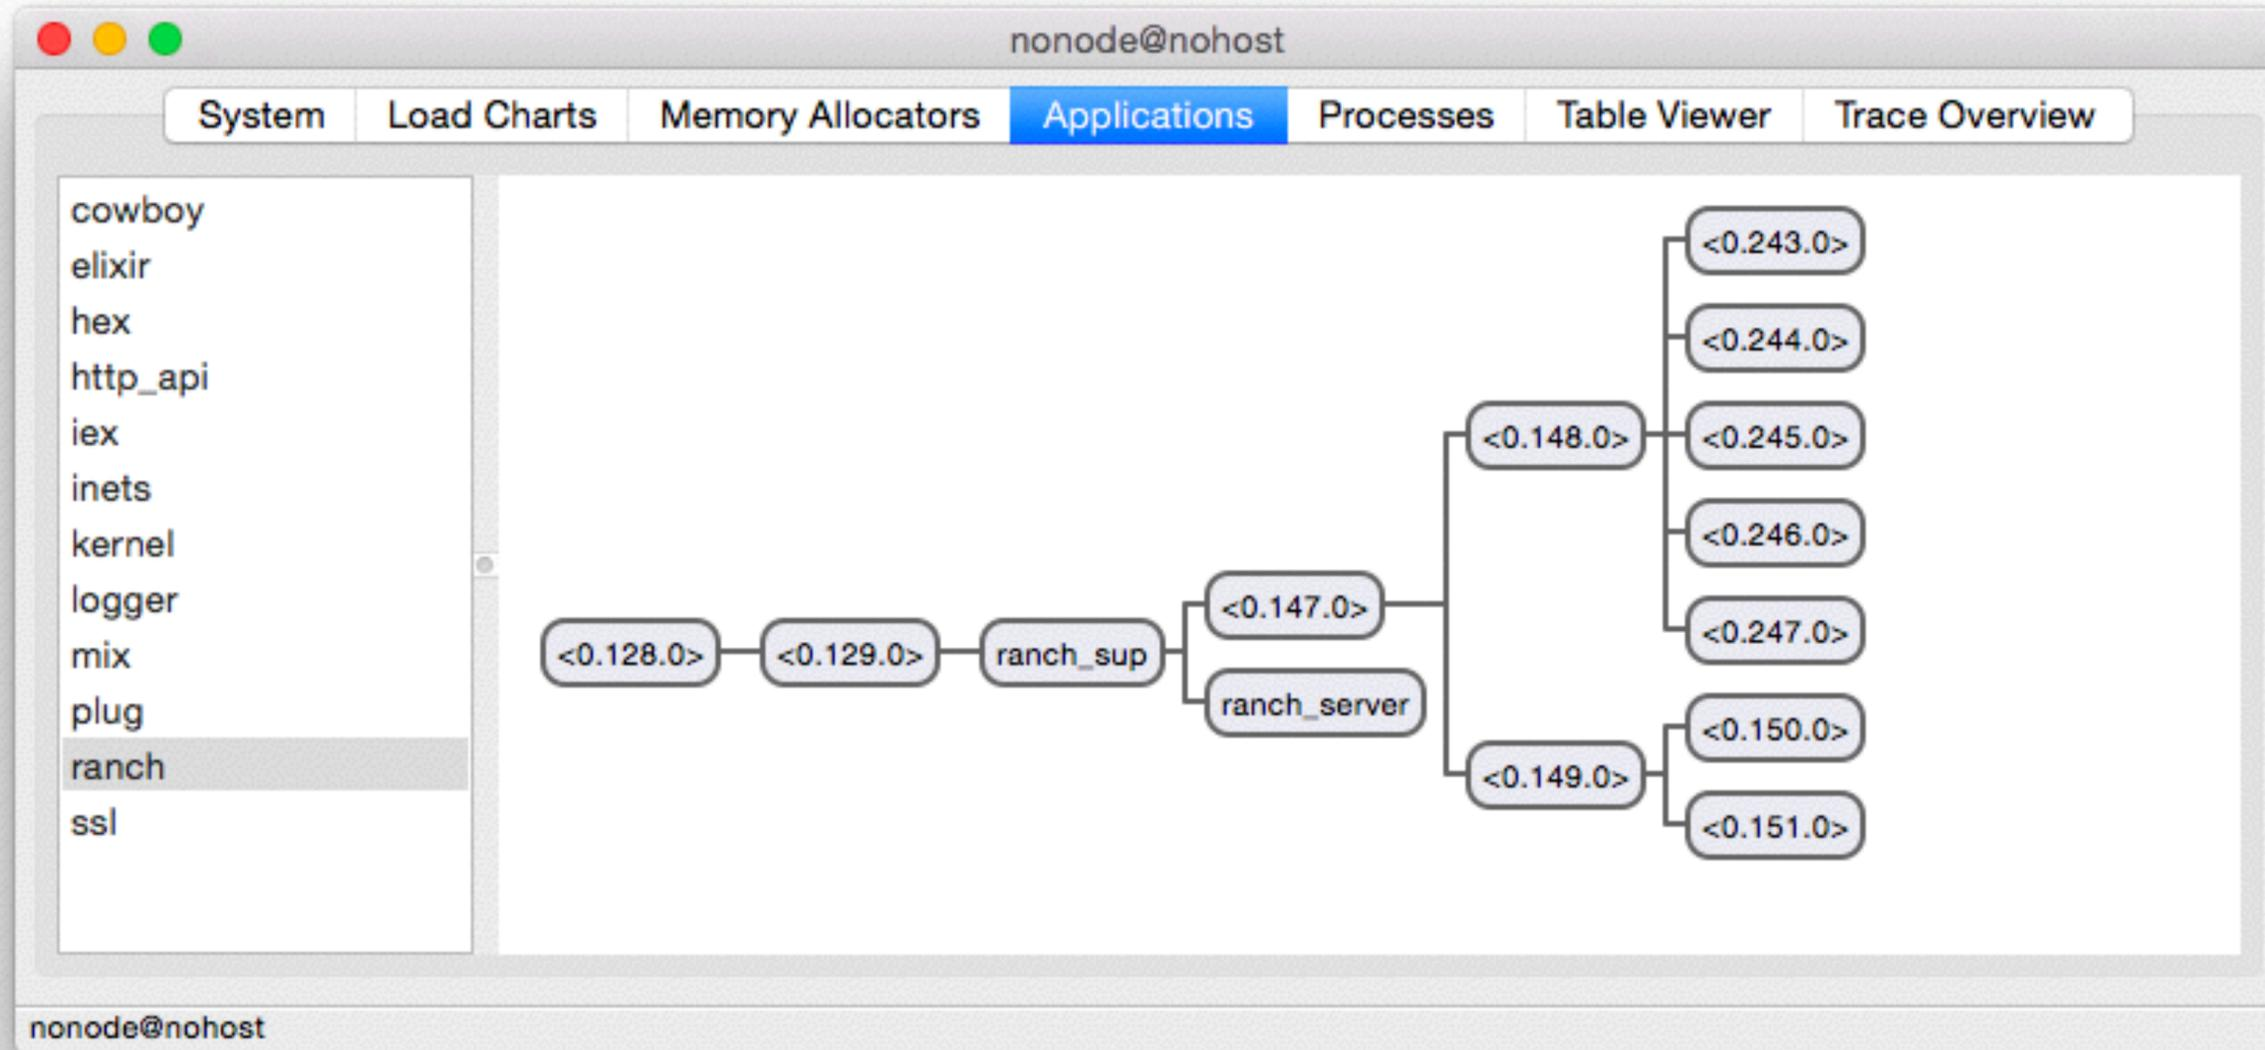 nonode@nohost
System Load Charts Memory Allocators Applications Processes Table Viewer Trace Overview
cowboy
elixir
hex
http_api
iex
inets
kernel
logger
mix
plug
ranch
ssl
<0.128.0>
<0.129.0>
ranch_sup
<0.147.0>
ranch_server
<0.148.0>
<0.149.0>
<0.243.0>
<0.244.0>
<0.245.0>
<0.246.0>
<0.247.0>
<0.150.0>
<0.151.0>
nonode@nohost